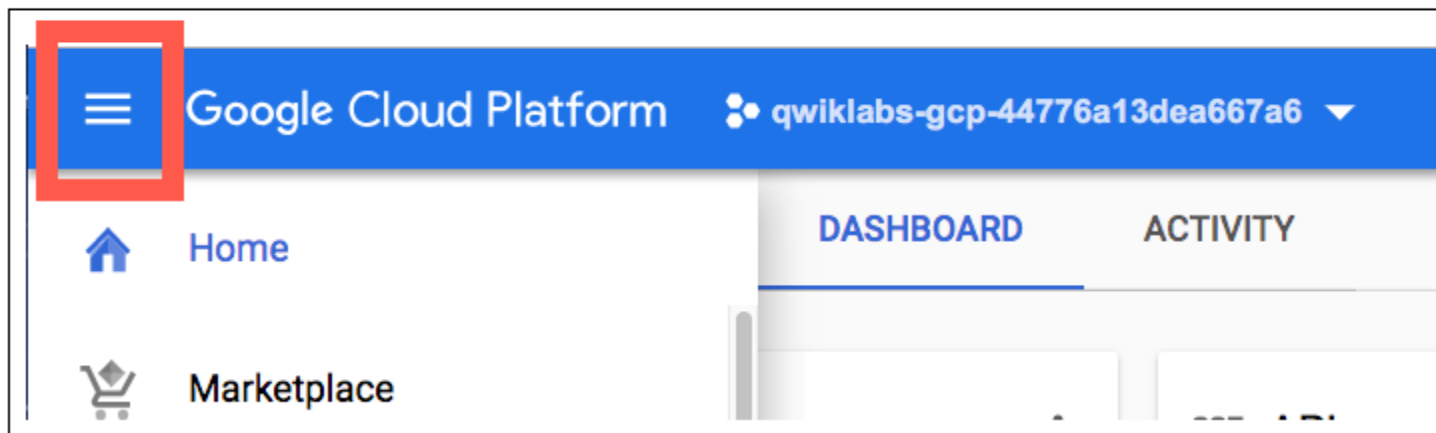 Google Cloud Platform qwiklabs-gcp-44776a13dea667a6
DASHBOARD ACTIVITY
Home
Marketplace